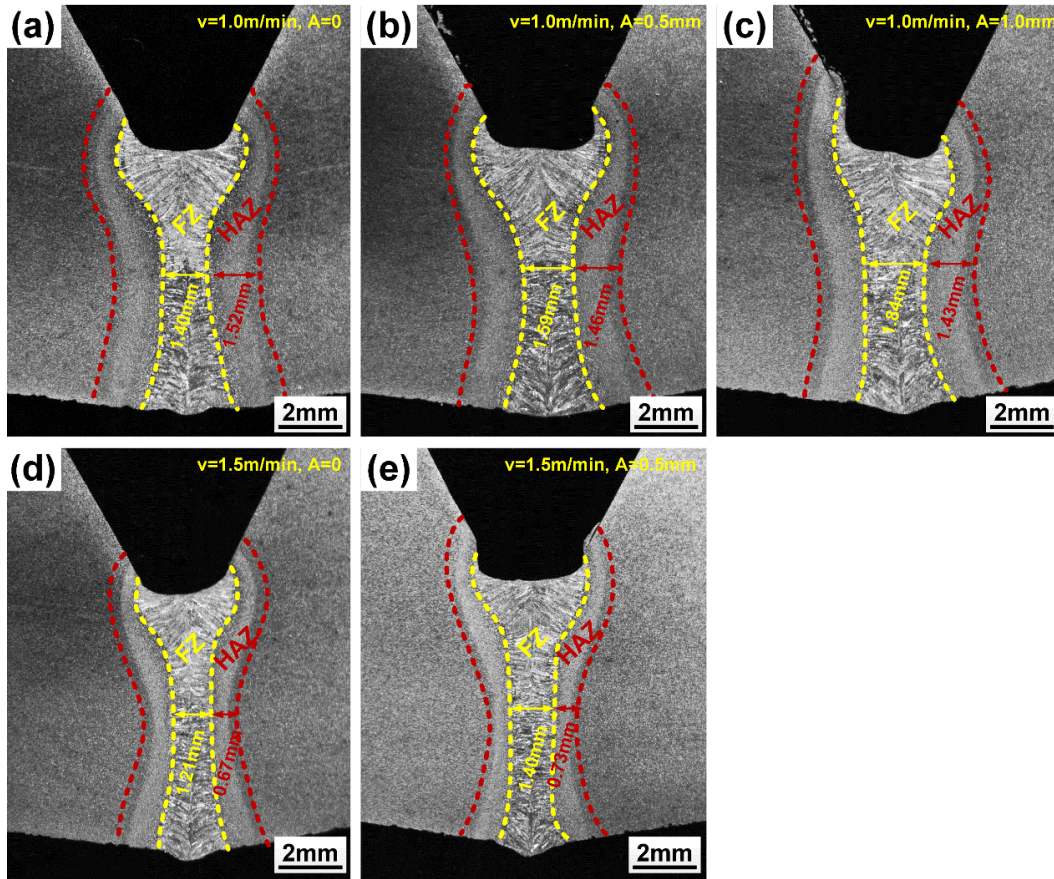 (a)
v=1.0m/min, A=0
FZ
HAZ
1.40mm
1.52mm
2mm
(b)
v=1.0m/min, A=0.5mm
FZ
HAZ
1.59mm
1.46mm
2mm
(c)
v=1.0m/min, A=1.0mm
FZ
HAZ
1.84mm
1.43mm
2mm
(d)
v=1.5m/min, A=0
FZ
HAZ
1.21mm
0.67mm
2mm
(e)
v=1.5m/min, A=0.5mm
FZ
HAZ
1.40mm
0.73mm
2mm